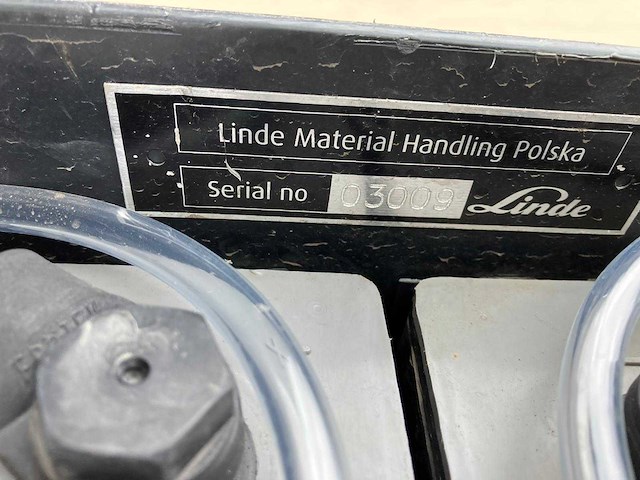 Linde Material Handling Polska
Serial no 03009 Linde